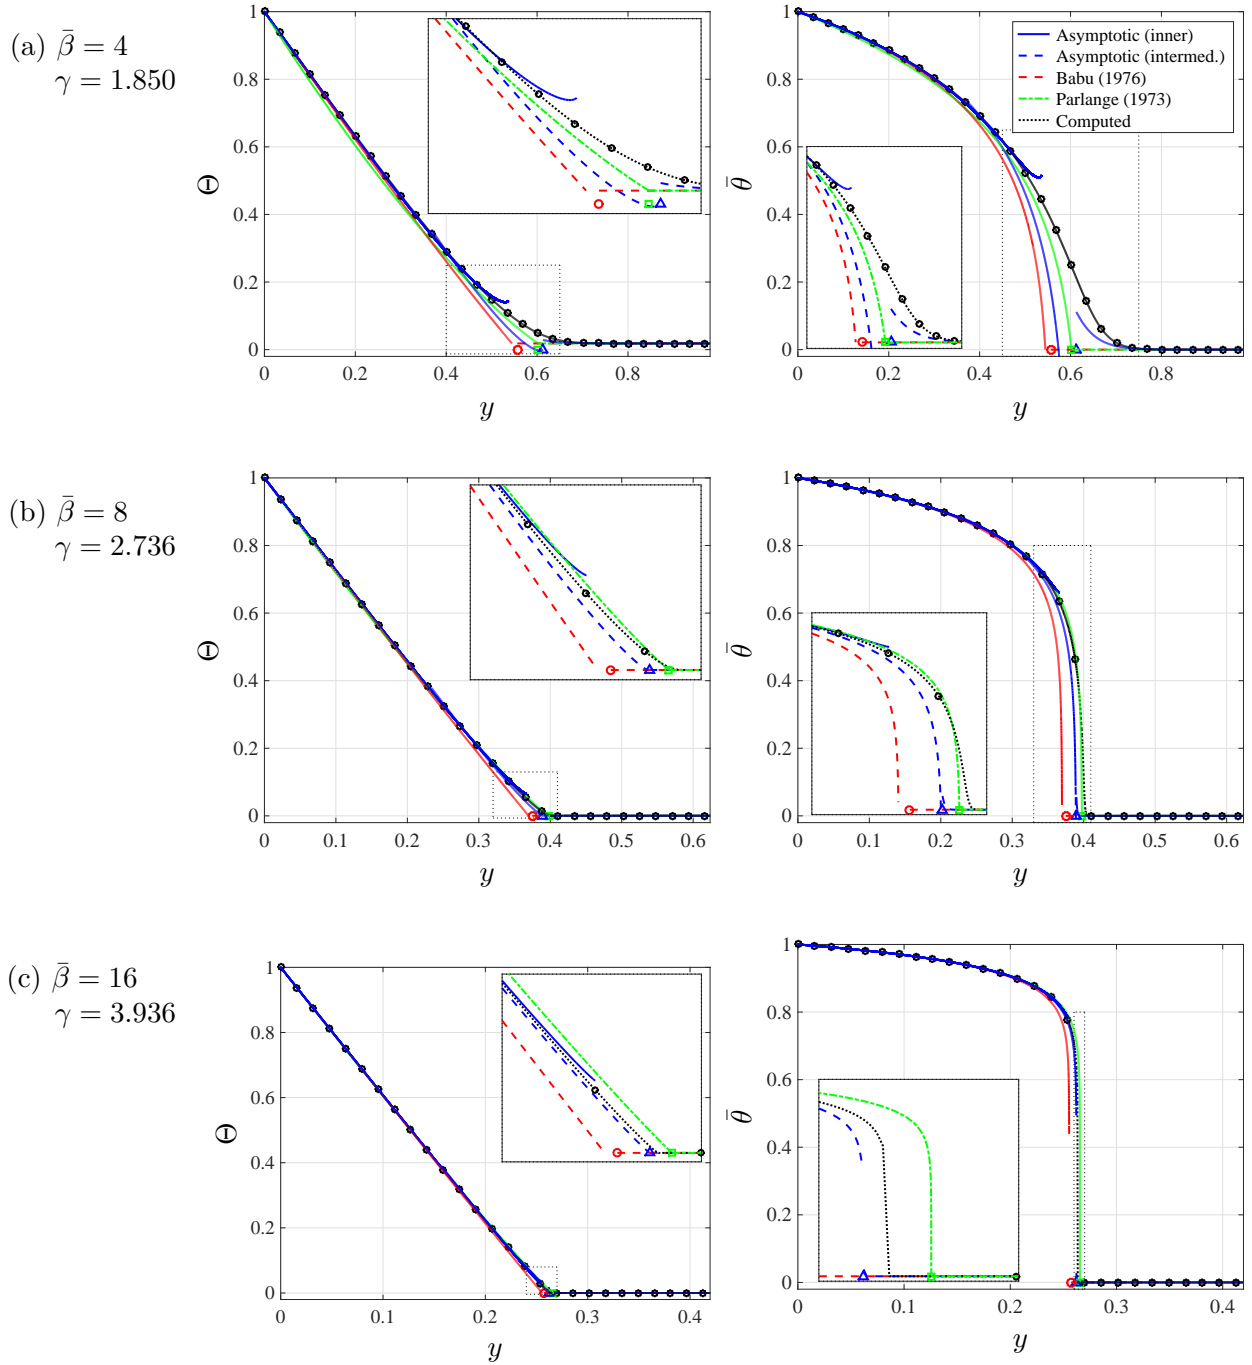 (a) β̄ = 4
γ = 1.850
1
0.8
0.6
0.4
0.2
0
Θ
0 0.2 0.4 0.6 0.8
y
1
0.8
0.6
0.4
0.2
0
θ̄
0 0.2 0.4 0.6 0.8
y
Asymptotic (inner)
Asymptotic (intermed.)
Babu (1976)
Parlange (1973)
Computed
(b) β̄ = 8
γ = 2.736
1
0.8
0.6
0.4
0.2
0
Θ
0 0.1 0.2 0.3 0.4 0.5 0.6
y
1
0.8
0.6
0.4
0.2
0
θ̄
0 0.1 0.2 0.3 0.4 0.5 0.6
y
(c) β̄ = 16
γ = 3.936
1
0.8
0.6
0.4
0.2
0
Θ
0 0.1 0.2 0.3 0.4
y
1
0.8
0.6
0.4
0.2
0
θ̄
0 0.1 0.2 0.3 0.4
y